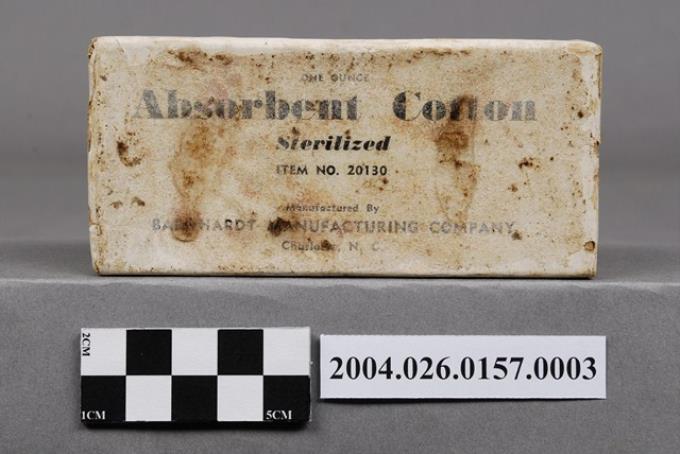 ONE OUNCE
Absorbent Cotton
Sterilized
ITEM NO. 20130
Manufactured By
BARNHARDT MANUFACTURING COMPANY
Charlotte, N. C.
2CM
1CM
5CM
2004.026.0157.0003